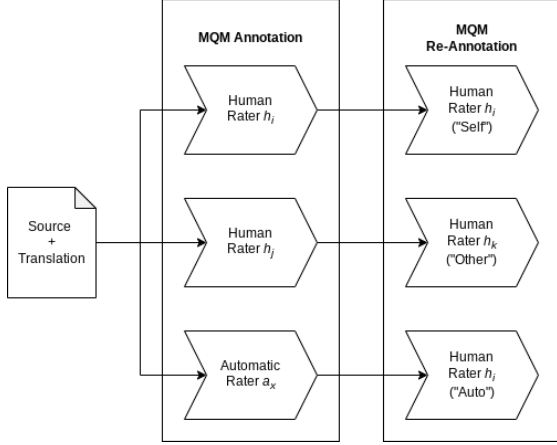 MQM Annotation
MQM
Re-Annotation
Human
Rater hᵢ
Human
Rater hᵢ
("Self")
Source
+
Translation
Human
Rater hⱼ
Human
Rater hₖ
("Other")
Automatic
Rater aₓ
Human
Rater hᵢ
("Auto")